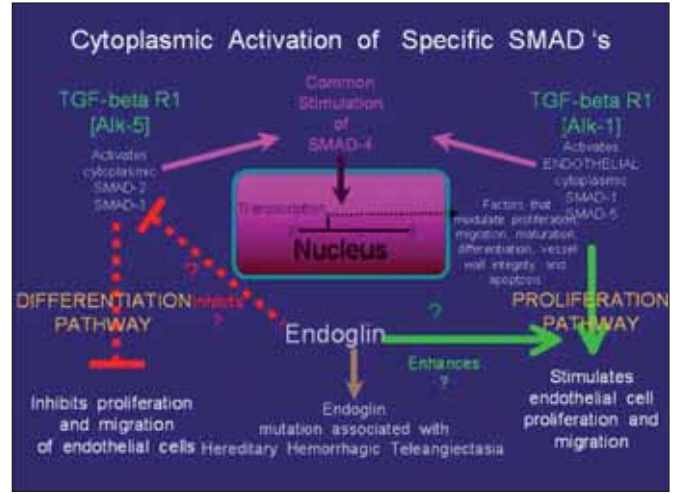 Cytoplasmic Activation of Specific SMAD 's
TGF-beta R1
[Alk-5]
Activates
cytoplasmic
SMAD-2
SMAD-3
Common
Stimulation
of
SMAD-4
TGF-beta R1
[Alk-1]
Activates
ENDOTHELIAL
cytoplasmic
SMAD-1
SMAD-5
Transcription
Nucleus
Factors that
modulate proliferation,
migration, maturation,
differentiation, vessel
wall integrity and
apoptosis
?
DIFFERENTIATION
PATHWAY
Inhibits
?
Endoglin
?
Enhances
?
PROLIFERATION
PATHWAY
Inhibits proliferation
and migration
of endothelial cells
Endoglin
mutation associated with
Hereditary Hemorrhagic Teleangiectasia
Stimulates
endothelial cell
proliferation and
migration